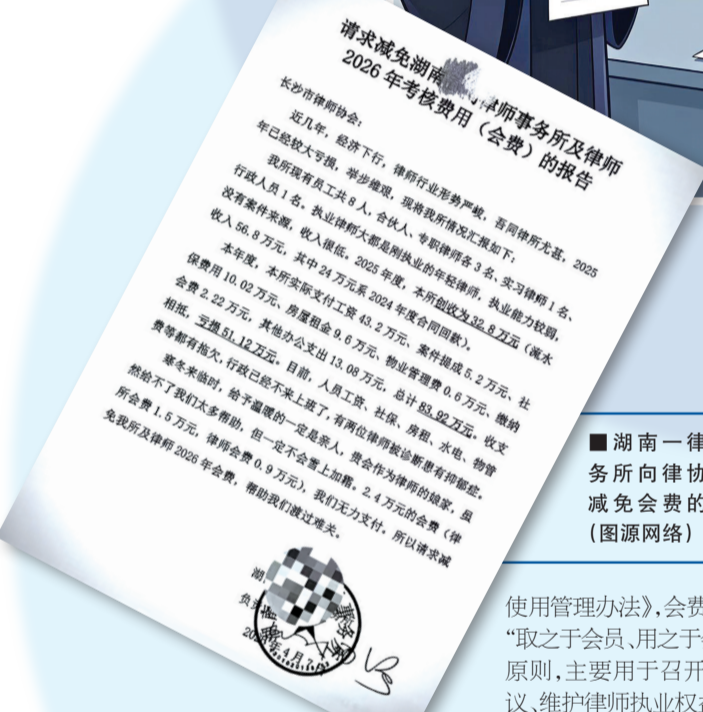 请求减免湖南 律师事务所及律师
2026年考核费用（会费）的报告
长沙市律师协会：
近几年，经济下行，律师行业形势严峻，吾同律所尤甚，2025
年已经较大亏损，举步维艰。现将我所情况汇报如下：
我所现有员工共8人，合伙人、专职律师各3名、实习律师1名、
行政人员1名。执业律师大都是刚执业的年轻律师，执业能力较弱，
没有案件来源，收入很低。2025年度，本所创收为32.8万元（流水
收入56.8万元，其中24万元系2024年度合同回款）。
本年度，本所实际支付工资43.2万元、案件提成5.2万元、社
保费用10.02万元、房屋租金9.6万元、物业管理费0.6万元、缴纳
会费2.22万元，其他办公支出13.08万元，总计83.92万元。收支
相抵，亏损51.12万元。目前，人员工资、社保、房租、水电、物管
费等都有拖欠，行政已经不来上班了，有两位律师被诊断患有抑郁症。
寒冬来临时，给予温暖的一定是亲人，贵会作为律师的娘家，虽
然给不了我们太多帮助，但一定不会雪上加霜。2.4万元的会费（律
所会费1.5万元，律师会费0.9万元），我们无力支付，所以请求减
免我所及律师2026年会费，帮助我们渡过难关。
湖
负
年4月7
■湖南一律
务所向律协
减免会费的
（图源网络）
使用管理办法》，会费
“取之于会员、用之于
原则，主要用于召开
议、维护律师执业权